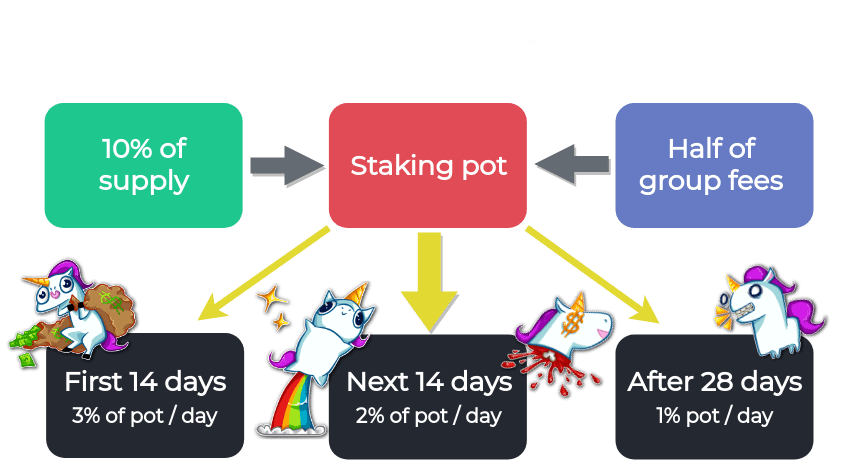 10% of
supply
Staking pot
Half of
group fees
First 14 days
3% of pot / day
Next 14 days
2% of pot / day
After 28 days
1% pot / day